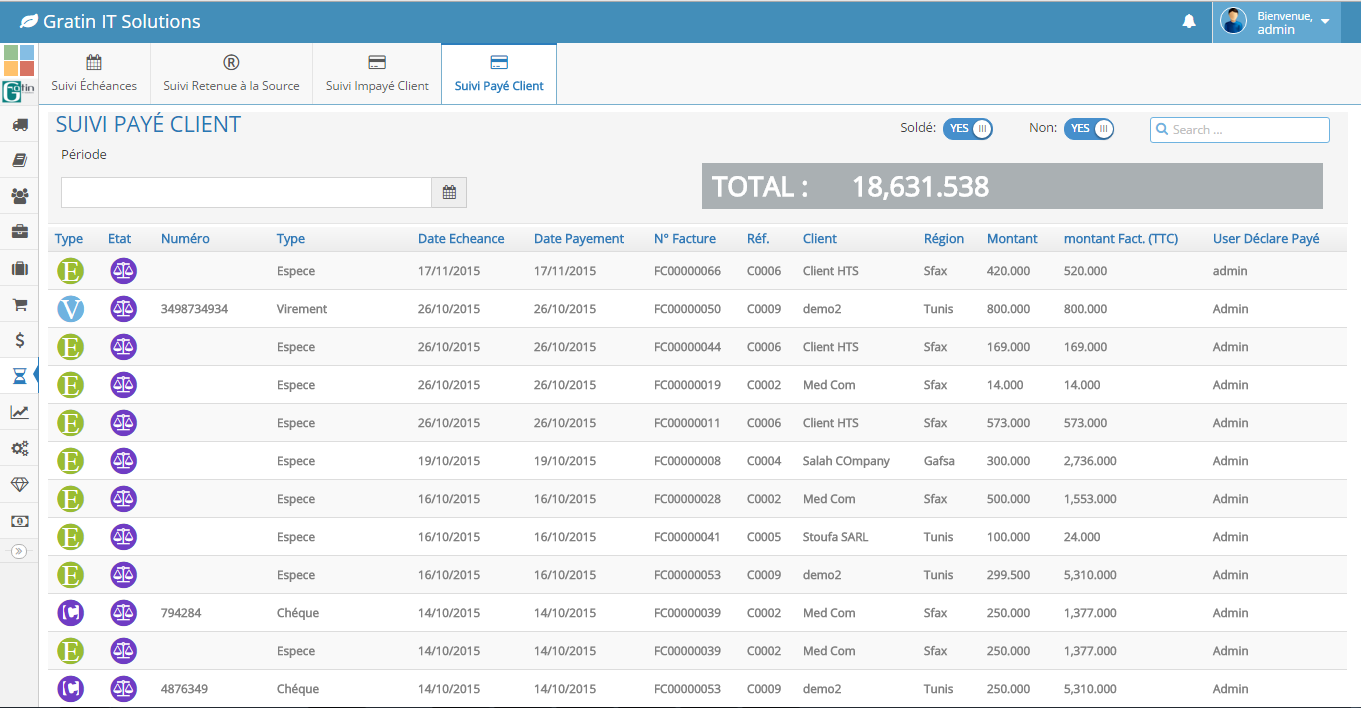 Gratin IT Solutions
Bienvenue,
admin
Suivi Échéances
Suivi Retenue à la Source
Suivi Impayé Client
Suivi Payé Client
SUIVI PAYÉ CLIENT
Soldé: YES Non: YES Search ...
Période
TOTAL : 18,631.538
Type Etat Numéro Type Date Echeance Date Payement N° Facture Réf. Client Région Montant montant Fact. (TTC) User Déclare Payé
E Espece 17/11/2015 17/11/2015 FC00000066 C0006 Client HTS Sfax 420.000 520.000 admin
V 3498734934 Virement 26/10/2015 26/10/2015 FC00000050 C0009 demo2 Tunis 800.000 800.000 Admin
E Espece 26/10/2015 26/10/2015 FC00000044 C0006 Client HTS Sfax 169.000 169.000 Admin
E Espece 26/10/2015 26/10/2015 FC00000019 C0002 Med Com Sfax 14.000 14.000 Admin
E Espece 26/10/2015 26/10/2015 FC00000011 C0006 Client HTS Sfax 573.000 573.000 Admin
E Espece 19/10/2015 19/10/2015 FC00000008 C0004 Salah COmpany Gafsa 300.000 2,736.000 Admin
E Espece 16/10/2015 16/10/2015 FC00000028 C0002 Med Com Sfax 500.000 1,553.000 Admin
E Espece 16/10/2015 16/10/2015 FC00000041 C0005 Stoufa SARL Tunis 100.000 24.000 Admin
E Espece 16/10/2015 16/10/2015 FC00000053 C0009 demo2 Tunis 299.500 5,310.000 Admin
[C] 794284 Chéque 14/10/2015 14/10/2015 FC00000039 C0002 Med Com Sfax 250.000 1,377.000 Admin
E Espece 14/10/2015 14/10/2015 FC00000039 C0002 Med Com Sfax 250.000 1,377.000 Admin
[C] 4876349 Chéque 14/10/2015 14/10/2015 FC00000053 C0009 demo2 Tunis 250.000 5,310.000 Admin